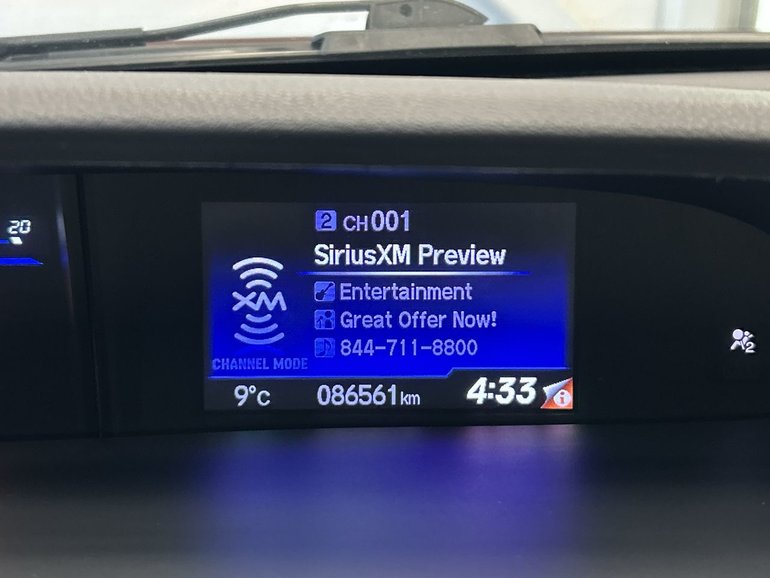 20
2 CH001
SiriusXM Preview
XM
Entertainment
Great Offer Now!
844-711-8800
CHANNEL MODE
9°C 086561km 4:33 i
2